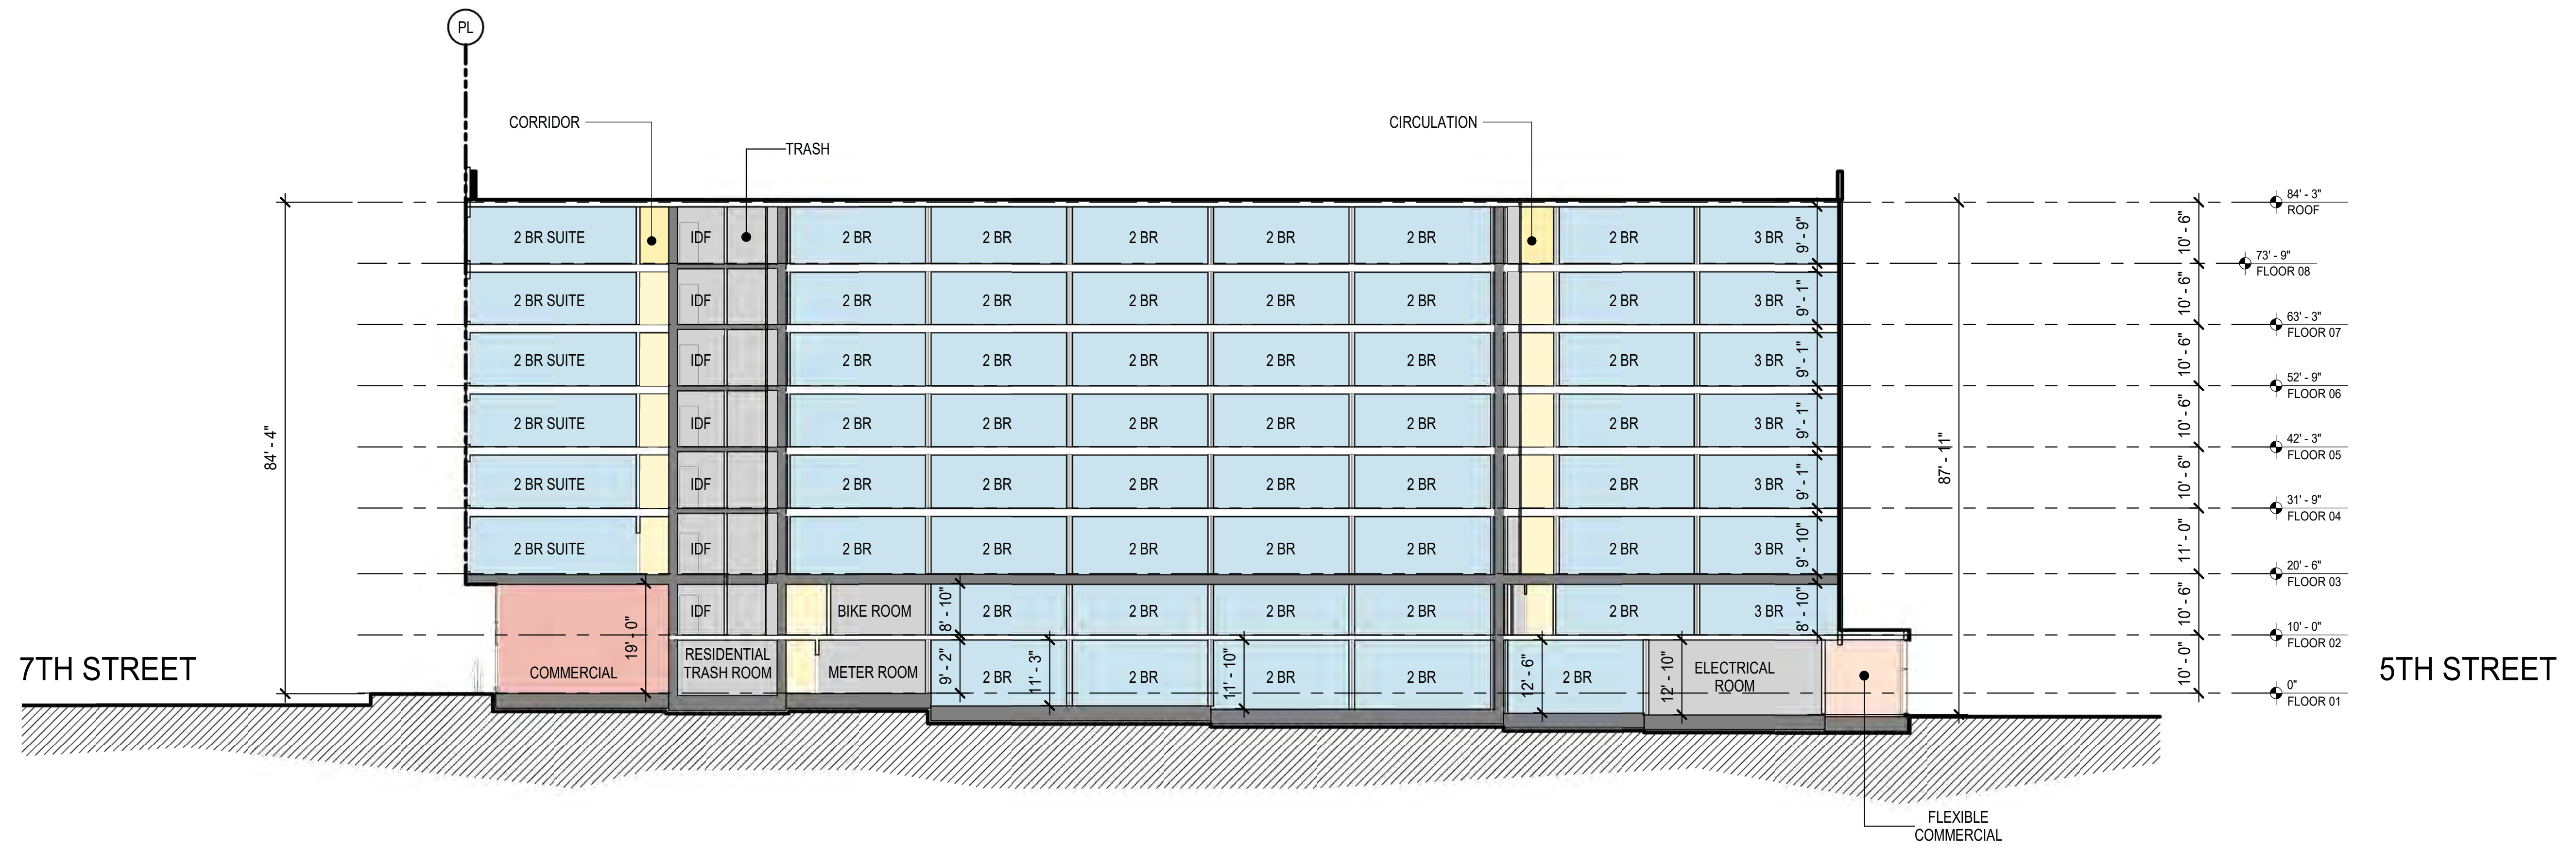 PL
CORRIDOR
TRASH
CIRCULATION
84' - 3"
ROOF
2 BR SUITE
IDF
2 BR
2 BR
2 BR
2 BR
2 BR
2 BR
3 BR
9' - 9"
10' - 6"
73' - 9"
FLOOR 08
2 BR SUITE
IDF
2 BR
2 BR
2 BR
2 BR
2 BR
2 BR
3 BR
9' - 1"
10' - 6"
63' - 3"
FLOOR 07
2 BR SUITE
IDF
2 BR
2 BR
2 BR
2 BR
2 BR
2 BR
3 BR
9' - 1"
10' - 6"
52' - 9"
FLOOR 06
2 BR SUITE
IDF
2 BR
2 BR
2 BR
2 BR
2 BR
2 BR
3 BR
9' - 1"
10' - 6"
42' - 3"
FLOOR 05
84' - 4"
87' - 11"
2 BR SUITE
IDF
2 BR
2 BR
2 BR
2 BR
2 BR
2 BR
3 BR
9' - 1"
10' - 6"
31' - 9"
FLOOR 04
2 BR SUITE
IDF
2 BR
2 BR
2 BR
2 BR
2 BR
2 BR
3 BR
9' - 10"
11' - 0"
20' - 6"
FLOOR 03
IDF
BIKE ROOM
8' - 10"
2 BR
2 BR
2 BR
2 BR
2 BR
3 BR
8' - 10"
10' - 6"
10' - 0"
FLOOR 02
7TH STREET
COMMERCIAL
19' - 0"
RESIDENTIAL
TRASH ROOM
METER ROOM
9' - 2"
2 BR
11' - 3"
2 BR
11' - 10"
2 BR
2 BR
12' - 6"
2 BR
12' - 10"
ELECTRICAL
ROOM
10' - 0"
0"
FLOOR 01
5TH STREET
FLEXIBLE
COMMERCIAL